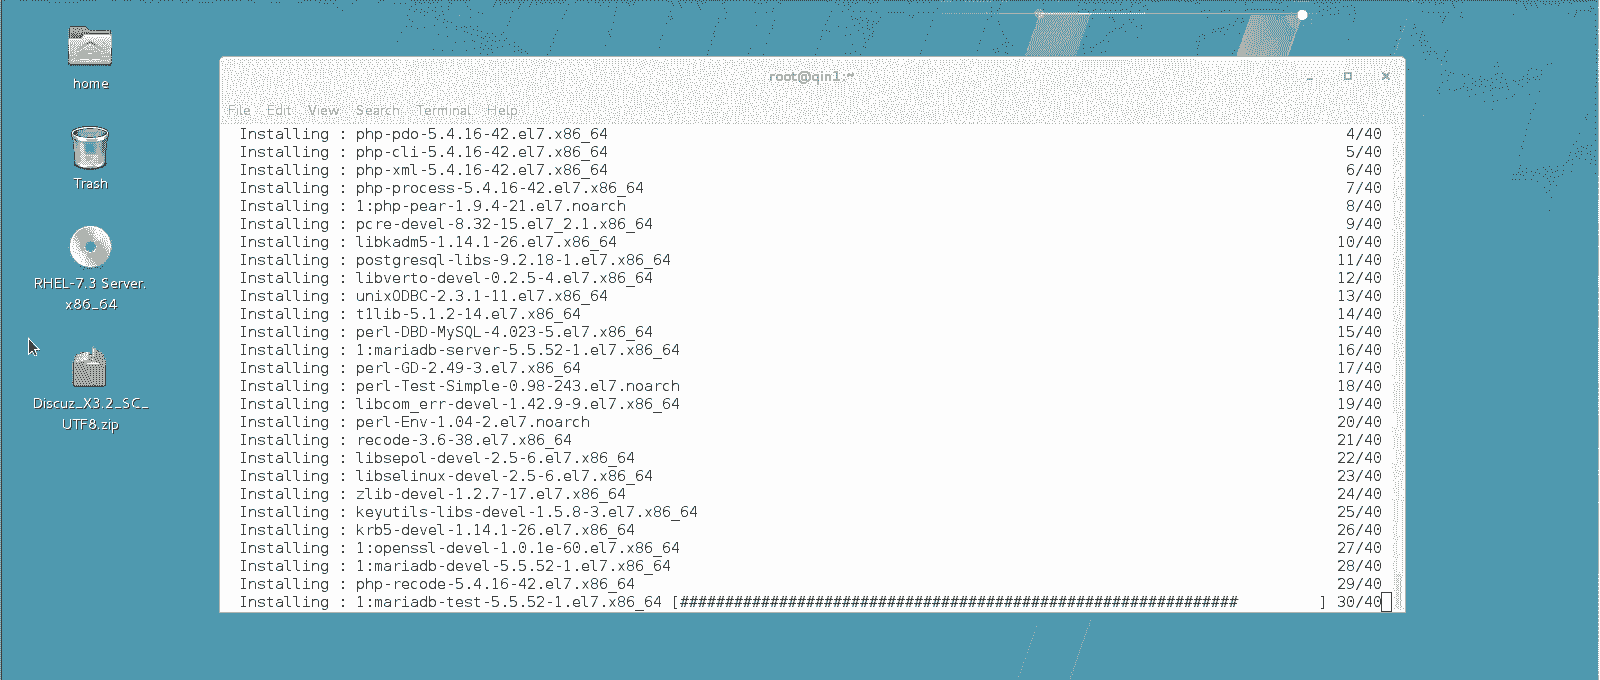 home
Trash
RHEL-7.3 Server.
x86_64
Discuz_X3.2_SC_
UTF8.zip
root@qin1:~
File Edit View Search Terminal Help
Installing : php-pdo-5.4.16-42.el7.x86_64 4/40
Installing : php-cli-5.4.16-42.el7.x86_64 5/40
Installing : php-xml-5.4.16-42.el7.x86_64 6/40
Installing : php-process-5.4.16-42.el7.x86_64 7/40
Installing : 1:php-pear-1.9.4-21.el7.noarch 8/40
Installing : pcre-devel-8.32-15.el7_2.1.x86_64 9/40
Installing : libkadm5-1.14.1-26.el7.x86_64 10/40
Installing : postgresql-libs-9.2.18-1.el7.x86_64 11/40
Installing : libverto-devel-0.2.5-4.el7.x86_64 12/40
Installing : unixODBC-2.3.1-11.el7.x86_64 13/40
Installing : t1lib-5.1.2-14.el7.x86_64 14/40
Installing : perl-DBD-MySQL-4.023-5.el7.x86_64 15/40
Installing : 1:mariadb-server-5.5.52-1.el7.x86_64 16/40
Installing : perl-GD-2.49-3.el7.x86_64 17/40
Installing : perl-Test-Simple-0.98-243.el7.noarch 18/40
Installing : libcom_err-devel-1.42.9-9.el7.x86_64 19/40
Installing : perl-Env-1.04-2.el7.noarch 20/40
Installing : recode-3.6-38.el7.x86_64 21/40
Installing : libsepol-devel-2.5-6.el7.x86_64 22/40
Installing : libselinux-devel-2.5-6.el7.x86_64 23/40
Installing : zlib-devel-1.2.7-17.el7.x86_64 24/40
Installing : keyutils-libs-devel-1.5.8-3.el7.x86_64 25/40
Installing : krb5-devel-1.14.1-26.el7.x86_64 26/40
Installing : 1:openssl-devel-1.0.1e-60.el7.x86_64 27/40
Installing : 1:mariadb-devel-5.5.52-1.el7.x86_64 28/40
Installing : php-recode-5.4.16-42.el7.x86_64 29/40
Installing : 1:mariadb-test-5.5.52-1.el7.x86_64 [############################################################## ] 30/40